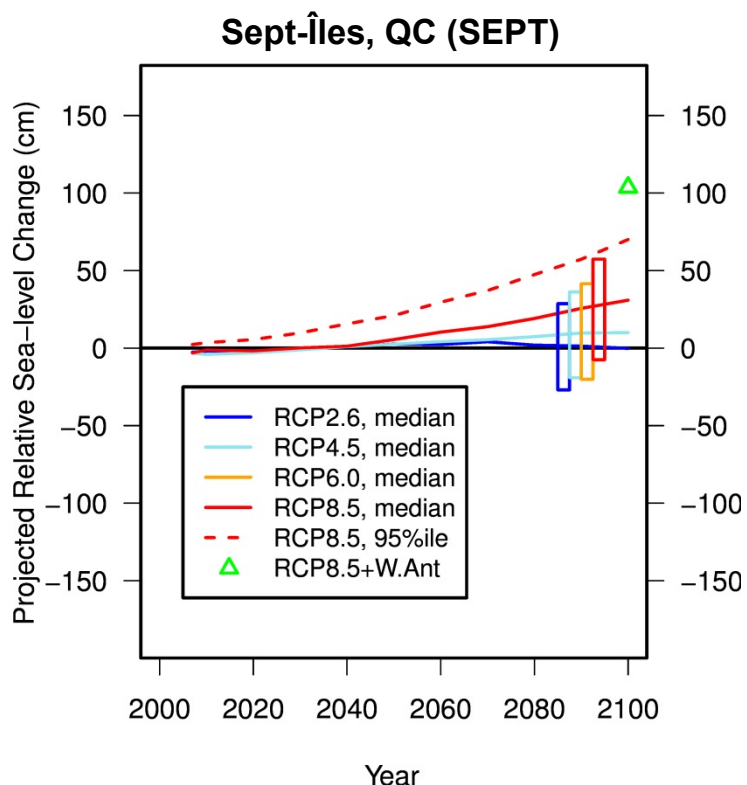 Sept-Îles, QC (SEPT)
Projected Relative Sea−level Change (cm)
150
100
50
0
−50
−100
−150
150
100
50
0
−50
−100
−150
RCP2.6, median
RCP4.5, median
RCP6.0, median
RCP8.5, median
RCP8.5, 95%ile
RCP8.5+W.Ant
2000 2020 2040 2060 2080 2100
Year